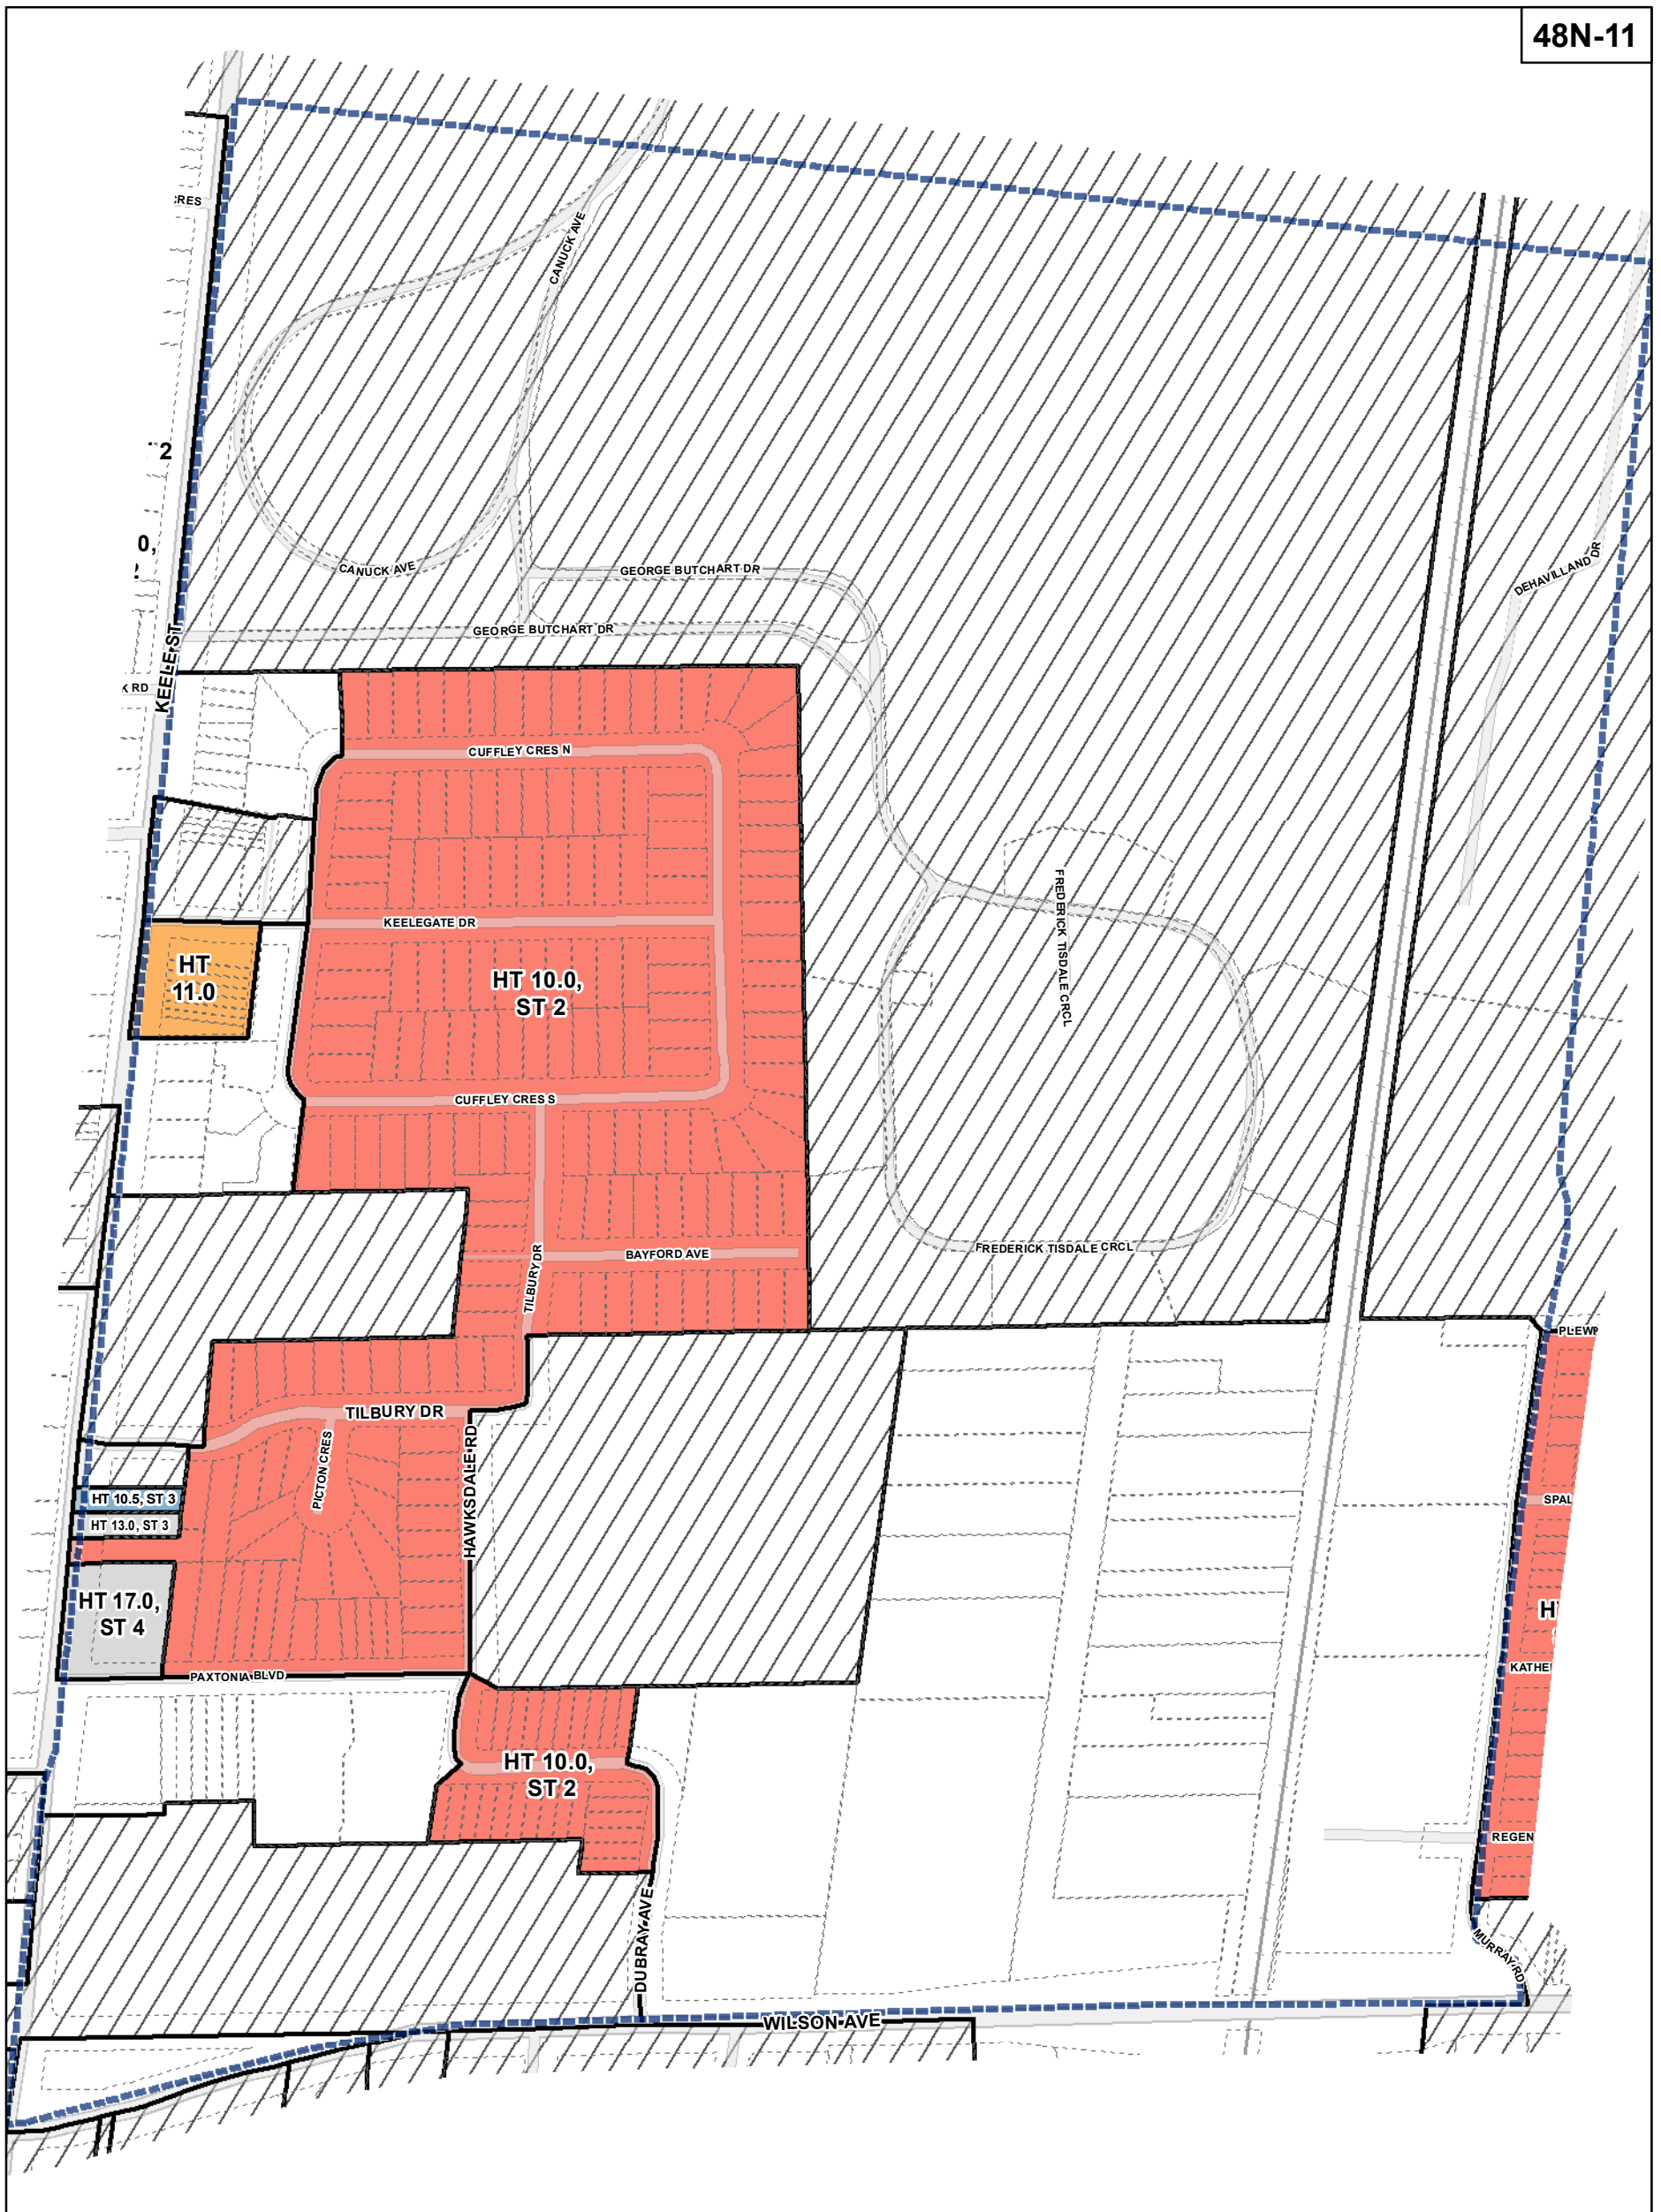 48N-11
CRES
CANUCK AVE
2
0,
CANUCK AVE
GEORGE BUTCHART DR
DEHAVILLAND DR
GEORGE BUTCHART DR
KEELE ST
K RD
CUFFLEY CRES N
FREDERICK TISDALE CRCL
KEELEGATE DR
HT
11.0
HT 10.0,
ST 2
CUFFLEY CRES S
FREDERICK TISDALE CRCL
BAYFORD AVE
TILBURY DR
PLEW
TILBURY DR
PICTON CRES
HAWKSDALE RD
HT 10.5, ST 3
SPAL
HT 13.0, ST 3
HT 17.0,
ST 4
H
KATHE
PAXTONIA BLVD
HT 10.0,
ST 2
REGEN
DUBRAY AVE
MURRAY RD
WILSON AVE